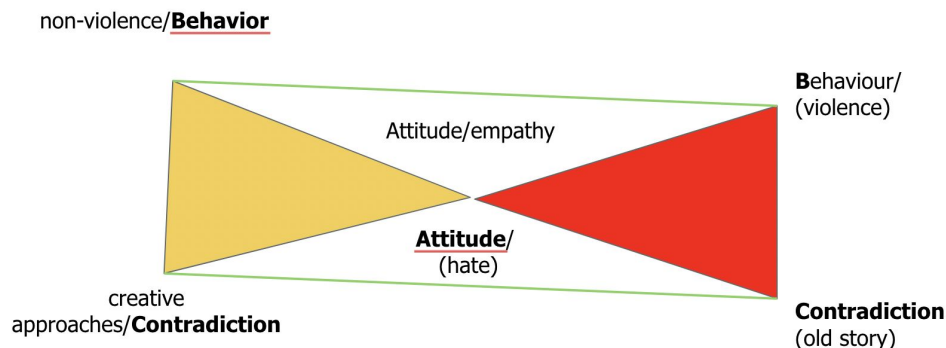 non-violence/Behavior
Behaviour/
(violence)
Attitude/empathy
Attitude/
(hate)
creative
approaches/Contradiction
Contradiction
(old story)